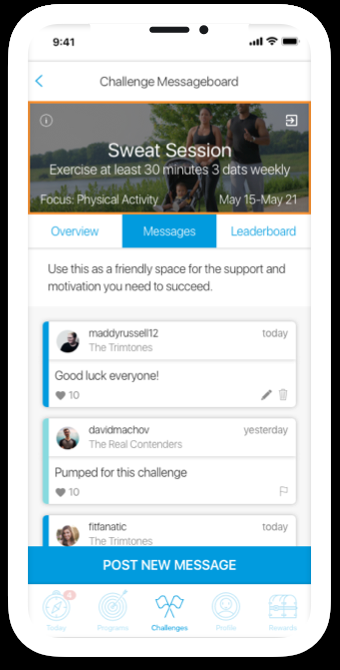 9:41
Challenge Messageboard
Sweat Session
Exercise at least 30 minutes 3 dats weekly
Focus: Physical Activity May 15-May 21
Overview Messages Leaderboard
Use this as a friendly space for the support and
motivation you need to succeed.
maddyrussell12 today
The Trimtones
Good luck everyone!
10
davidmachov yesterday
The Real Contenders
Pumped for this challenge
10
fitfanatic today
The Trimtones
POST NEW MESSAGE
4
Today Programs Challenges Profile Rewards